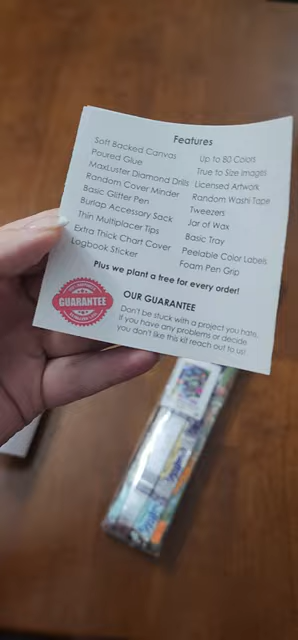 Features
Soft Backed Canvas
Poured Glue
MaxLuster Diamond Drills
Random Cover Minder
Basic Glitter Pen
Burlap Accessory Sack
Thin Multiplacer Tips
Extra Thick Chart Cover
Logbook Sticker
Up to 80 Colors
True to Size Images
Licensed Artwork
Random Washi Tape
Tweezers
Jar of Wax
Basic Tray
Peelable Color Labels
Foam Pen Grip
Plus we plant a tree for every order!
GUARANTEE
OUR GUARANTEE
Don't be stuck with a project you hate,
if you have any problems or decide
you don't like this kit reach out to us!